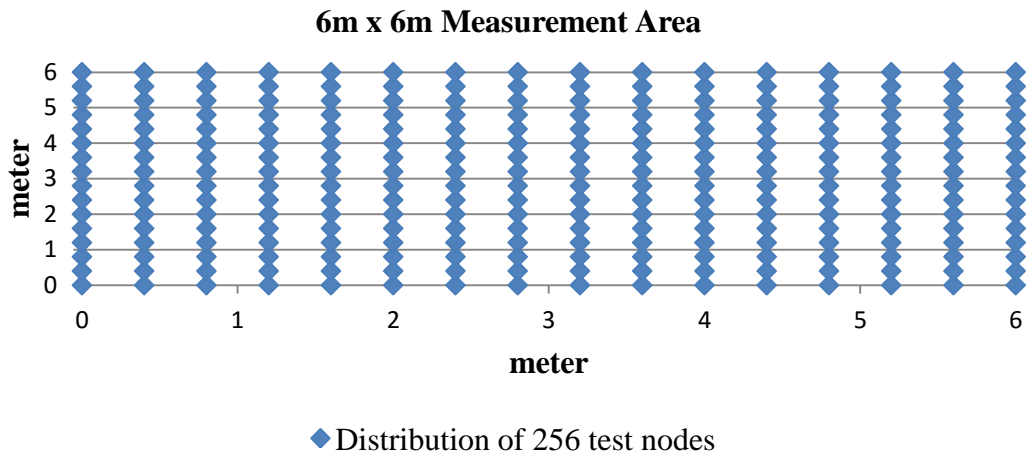 6m x 6m Measurement Area
6
5
4
3
2
1
0
meter
0 1 2 3 4 5 6
meter
Distribution of 256 test nodes